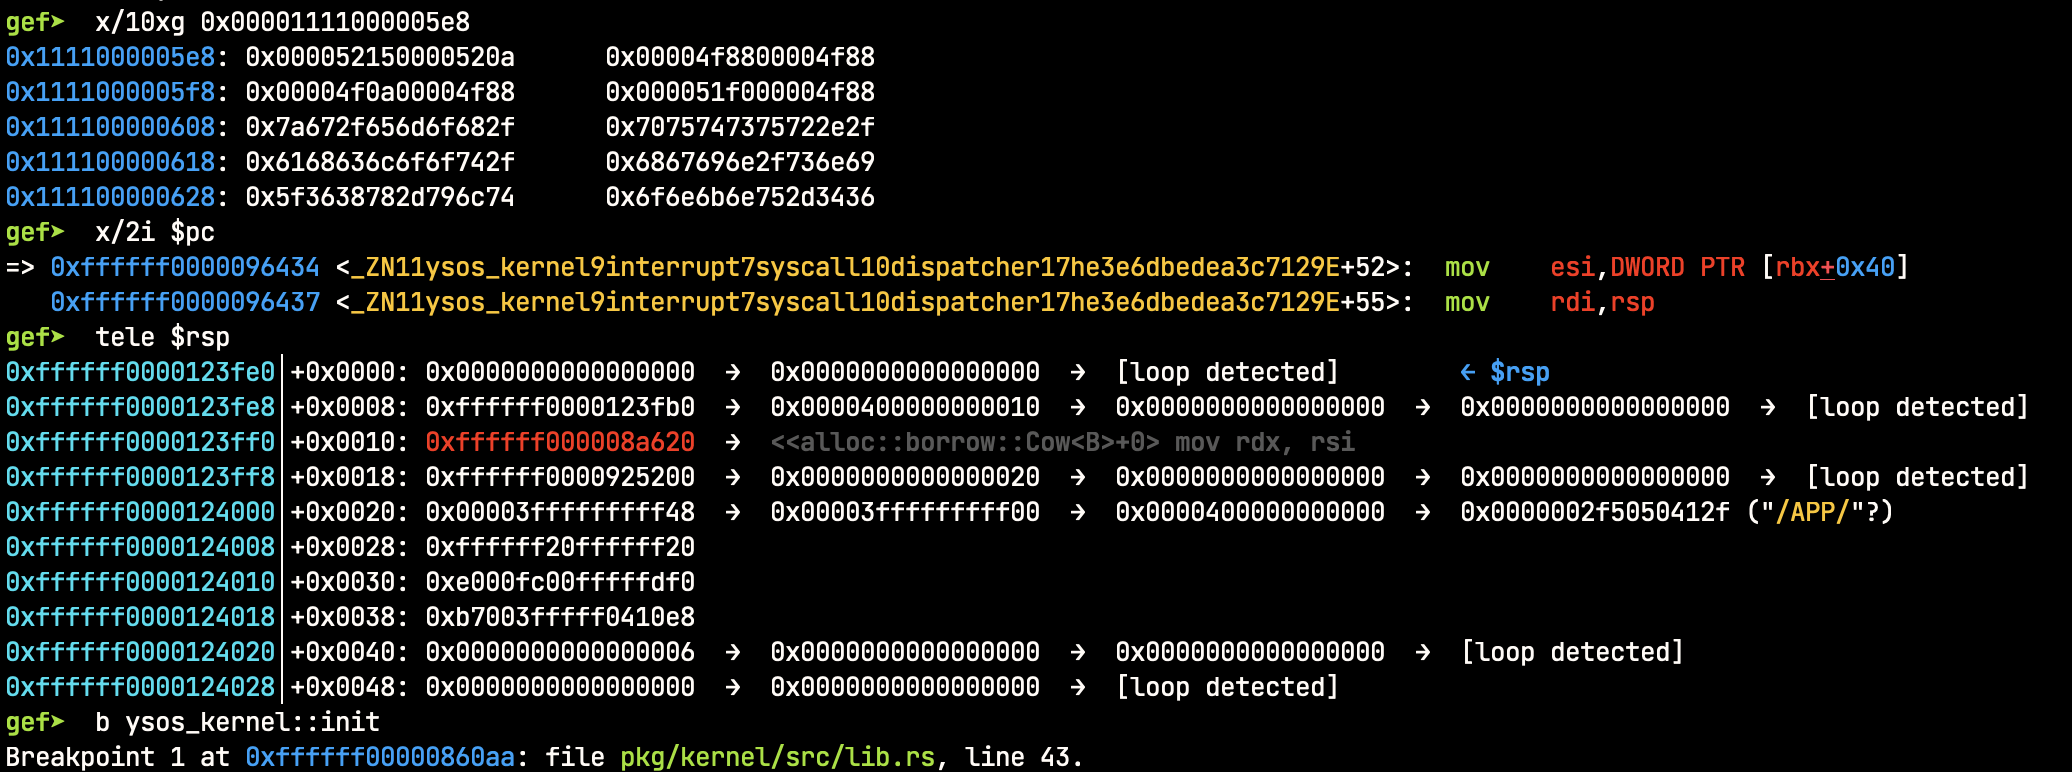 gef➤  x/10xg 0x00001111000005e8
0x1111000005e8: 0x000052150000520a      0x00004f8800004f88
0x1111000005f8: 0x00004f0a00004f88      0x000051f000004f88
0x111100000608: 0x7a672f656d6f682f      0x7075747375722e2f
0x111100000618: 0x6168636c6f6f742f      0x6867696e2f736e69
0x111100000628: 0x5f3638782d796c74      0x6f6e6b6e752d3436
gef➤  x/2i $pc
=> 0xffffff0000096434 <_ZN11ysos_kernel9interrupt7syscall10dispatcher17he3e6dbedea3c7129E+52>:  mov    esi,DWORD PTR [rbx+0x40]
   0xffffff0000096437 <_ZN11ysos_kernel9interrupt7syscall10dispatcher17he3e6dbedea3c7129E+55>:  mov    rdi,rsp
gef➤  tele $rsp
0xffffff0000123fe0│+0x0000: 0x0000000000000000  →  0x0000000000000000  →  [loop detected]        ← $rsp
0xffffff0000123fe8│+0x0008: 0xffffff0000123fb0  →  0x0000400000000010  →  0x0000000000000000  →  0x0000000000000000  →  [loop detected]
0xffffff0000123ff0│+0x0010: 0xffffff000008a620  →  <<alloc::borrow::Cow<B>+0> mov rdx, rsi
0xffffff0000123ff8│+0x0018: 0xffffff0000925200  →  0x0000000000000020  →  0x0000000000000000  →  0x0000000000000000  →  [loop detected]
0xffffff0000124000│+0x0020: 0x00003fffffffff48  →  0x00003fffffffff00  →  0x0000400000000000  →  0x0000002f5050412f ("/APP/"?)
0xffffff0000124008│+0x0028: 0xffffff20ffffff20
0xffffff0000124010│+0x0030: 0xe000fc00fffffdf0
0xffffff0000124018│+0x0038: 0xb7003fffff0410e8
0xffffff0000124020│+0x0040: 0x0000000000000006  →  0x0000000000000000  →  0x0000000000000000  →  [loop detected]
0xffffff0000124028│+0x0048: 0x0000000000000000  →  0x0000000000000000  →  [loop detected]
gef➤  b ysos_kernel::init
Breakpoint 1 at 0xffffff00000860aa: file pkg/kernel/src/lib.rs, line 43.